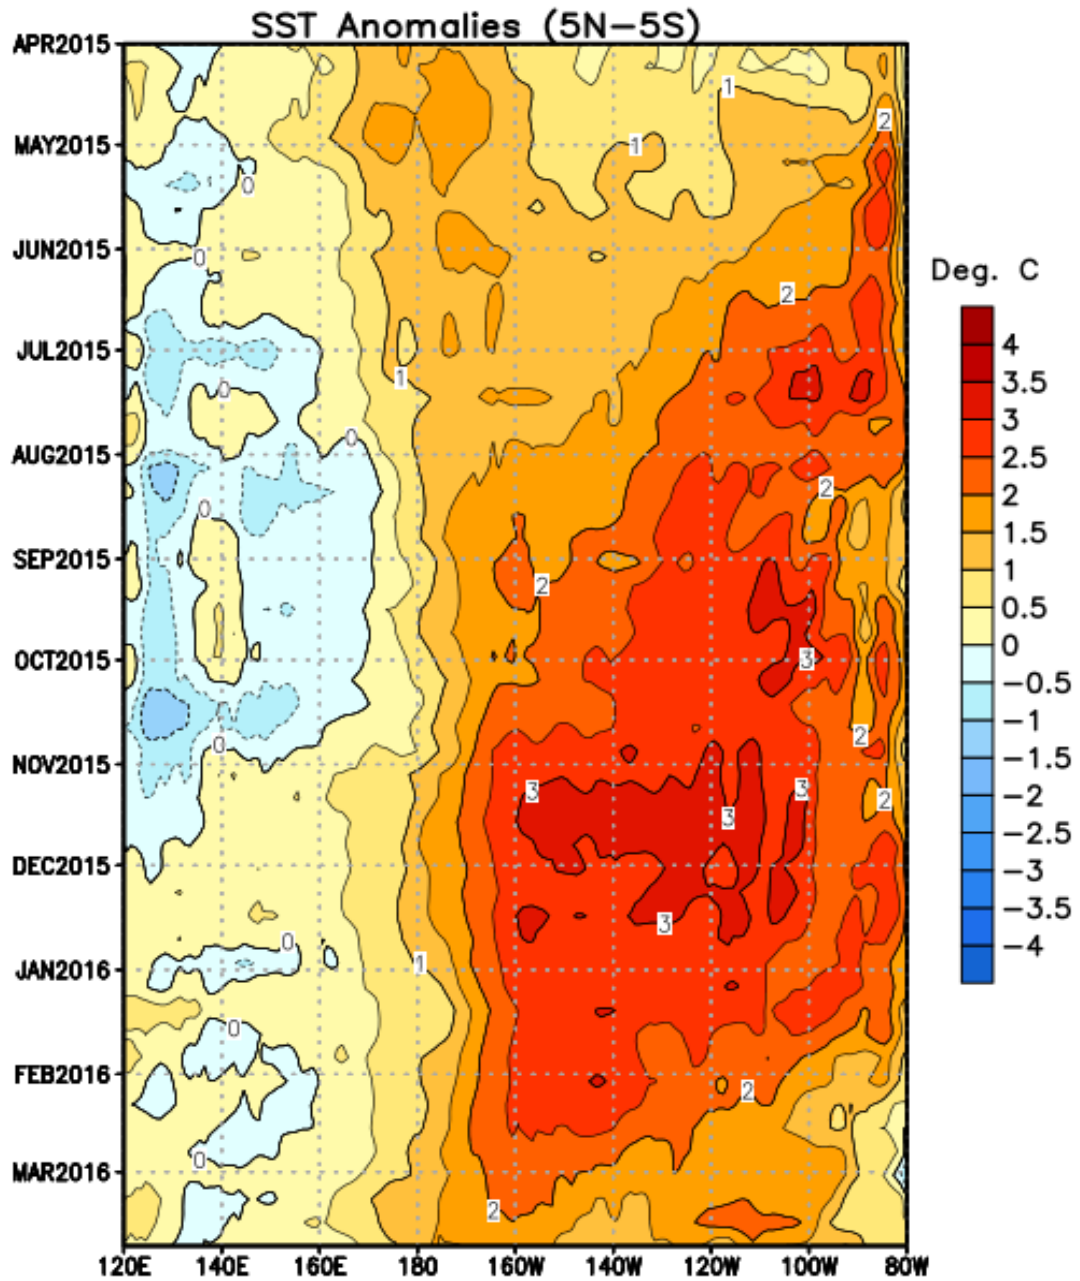 SST Anomalies (5N−5S)
APR2015
1
2
MAY2015
1
0
JUN2015
0
Deg. C
2
JUL2015
1
0
AUG2015
0
2
0
SEP2015
2
OCT2015
3
2
0
NOV2015
3
3
2
3
DEC2015
3
0
JAN2016
1
0
FEB2016
2
MAR2016
0
2
4
3.5
3
2.5
2
1.5
1
0.5
0
−0.5
−1
−1.5
−2
−2.5
−3
−3.5
−4
120E 140E 160E 180 160W 140W 120W 100W 80W